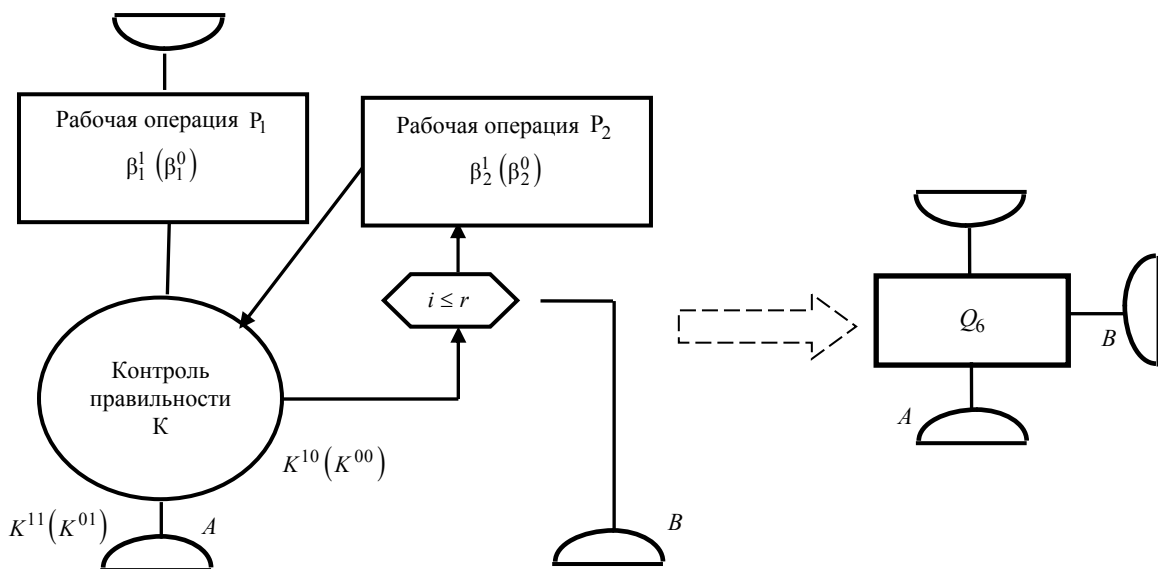 Рабочая операция P₁
β₁¹ (β₁⁰)
Рабочая операция P₂
β₂¹ (β₂⁰)
i ≤ r
Контроль
правильности
К
K¹⁰(K⁰⁰)
K¹¹(K⁰¹)
A
B
Q₆
B
A